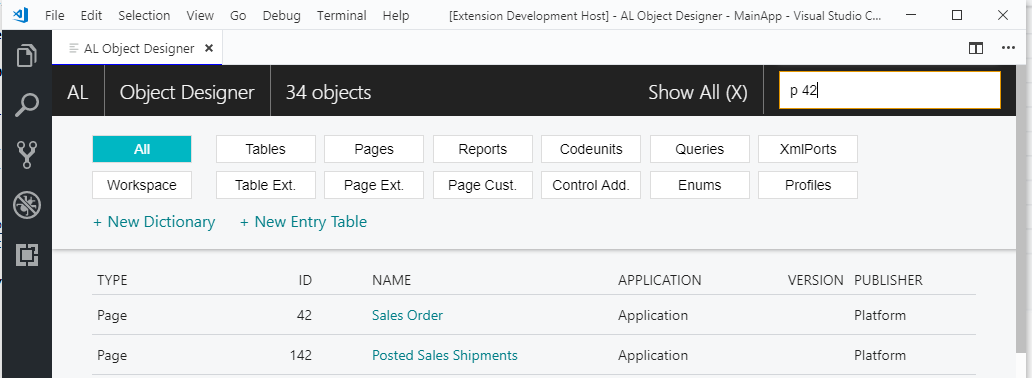 File Edit View Go Debug Terminal Help [Extension Development Host] - AL Object Designer - MainApp - Visual Studio C...
AL Object Designer
AL Object Designer 34 objects Show All (X) p 42
All Tables Pages Reports Codeunits Queries XmlPorts
Workspace Table Ext. Page Ext. Page Cust. Control Add. Enums Profiles
+ New Dictionary + New Entry Table
TYPE ID NAME APPLICATION VERSION PUBLISHER
Page 42 Sales Order Application Platform
Page 142 Posted Sales Shipments Application Platform